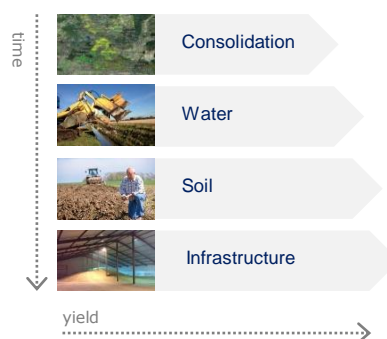 time
Consolidation
Water
Soil
Infrastructure
yield